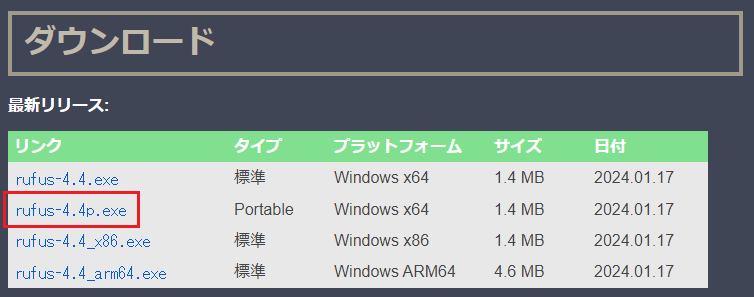 ダウンロード
最新リリース:
リンク タイプ プラットフォーム サイズ 日付
rufus-4.4.exe 標準 Windows x64 1.4 MB 2024.01.17
rufus-4.4p.exe Portable Windows x64 1.4 MB 2024.01.17
rufus-4.4_x86.exe 標準 Windows x86 1.4 MB 2024.01.17
rufus-4.4_arm64.exe 標準 Windows ARM64 4.6 MB 2024.01.17